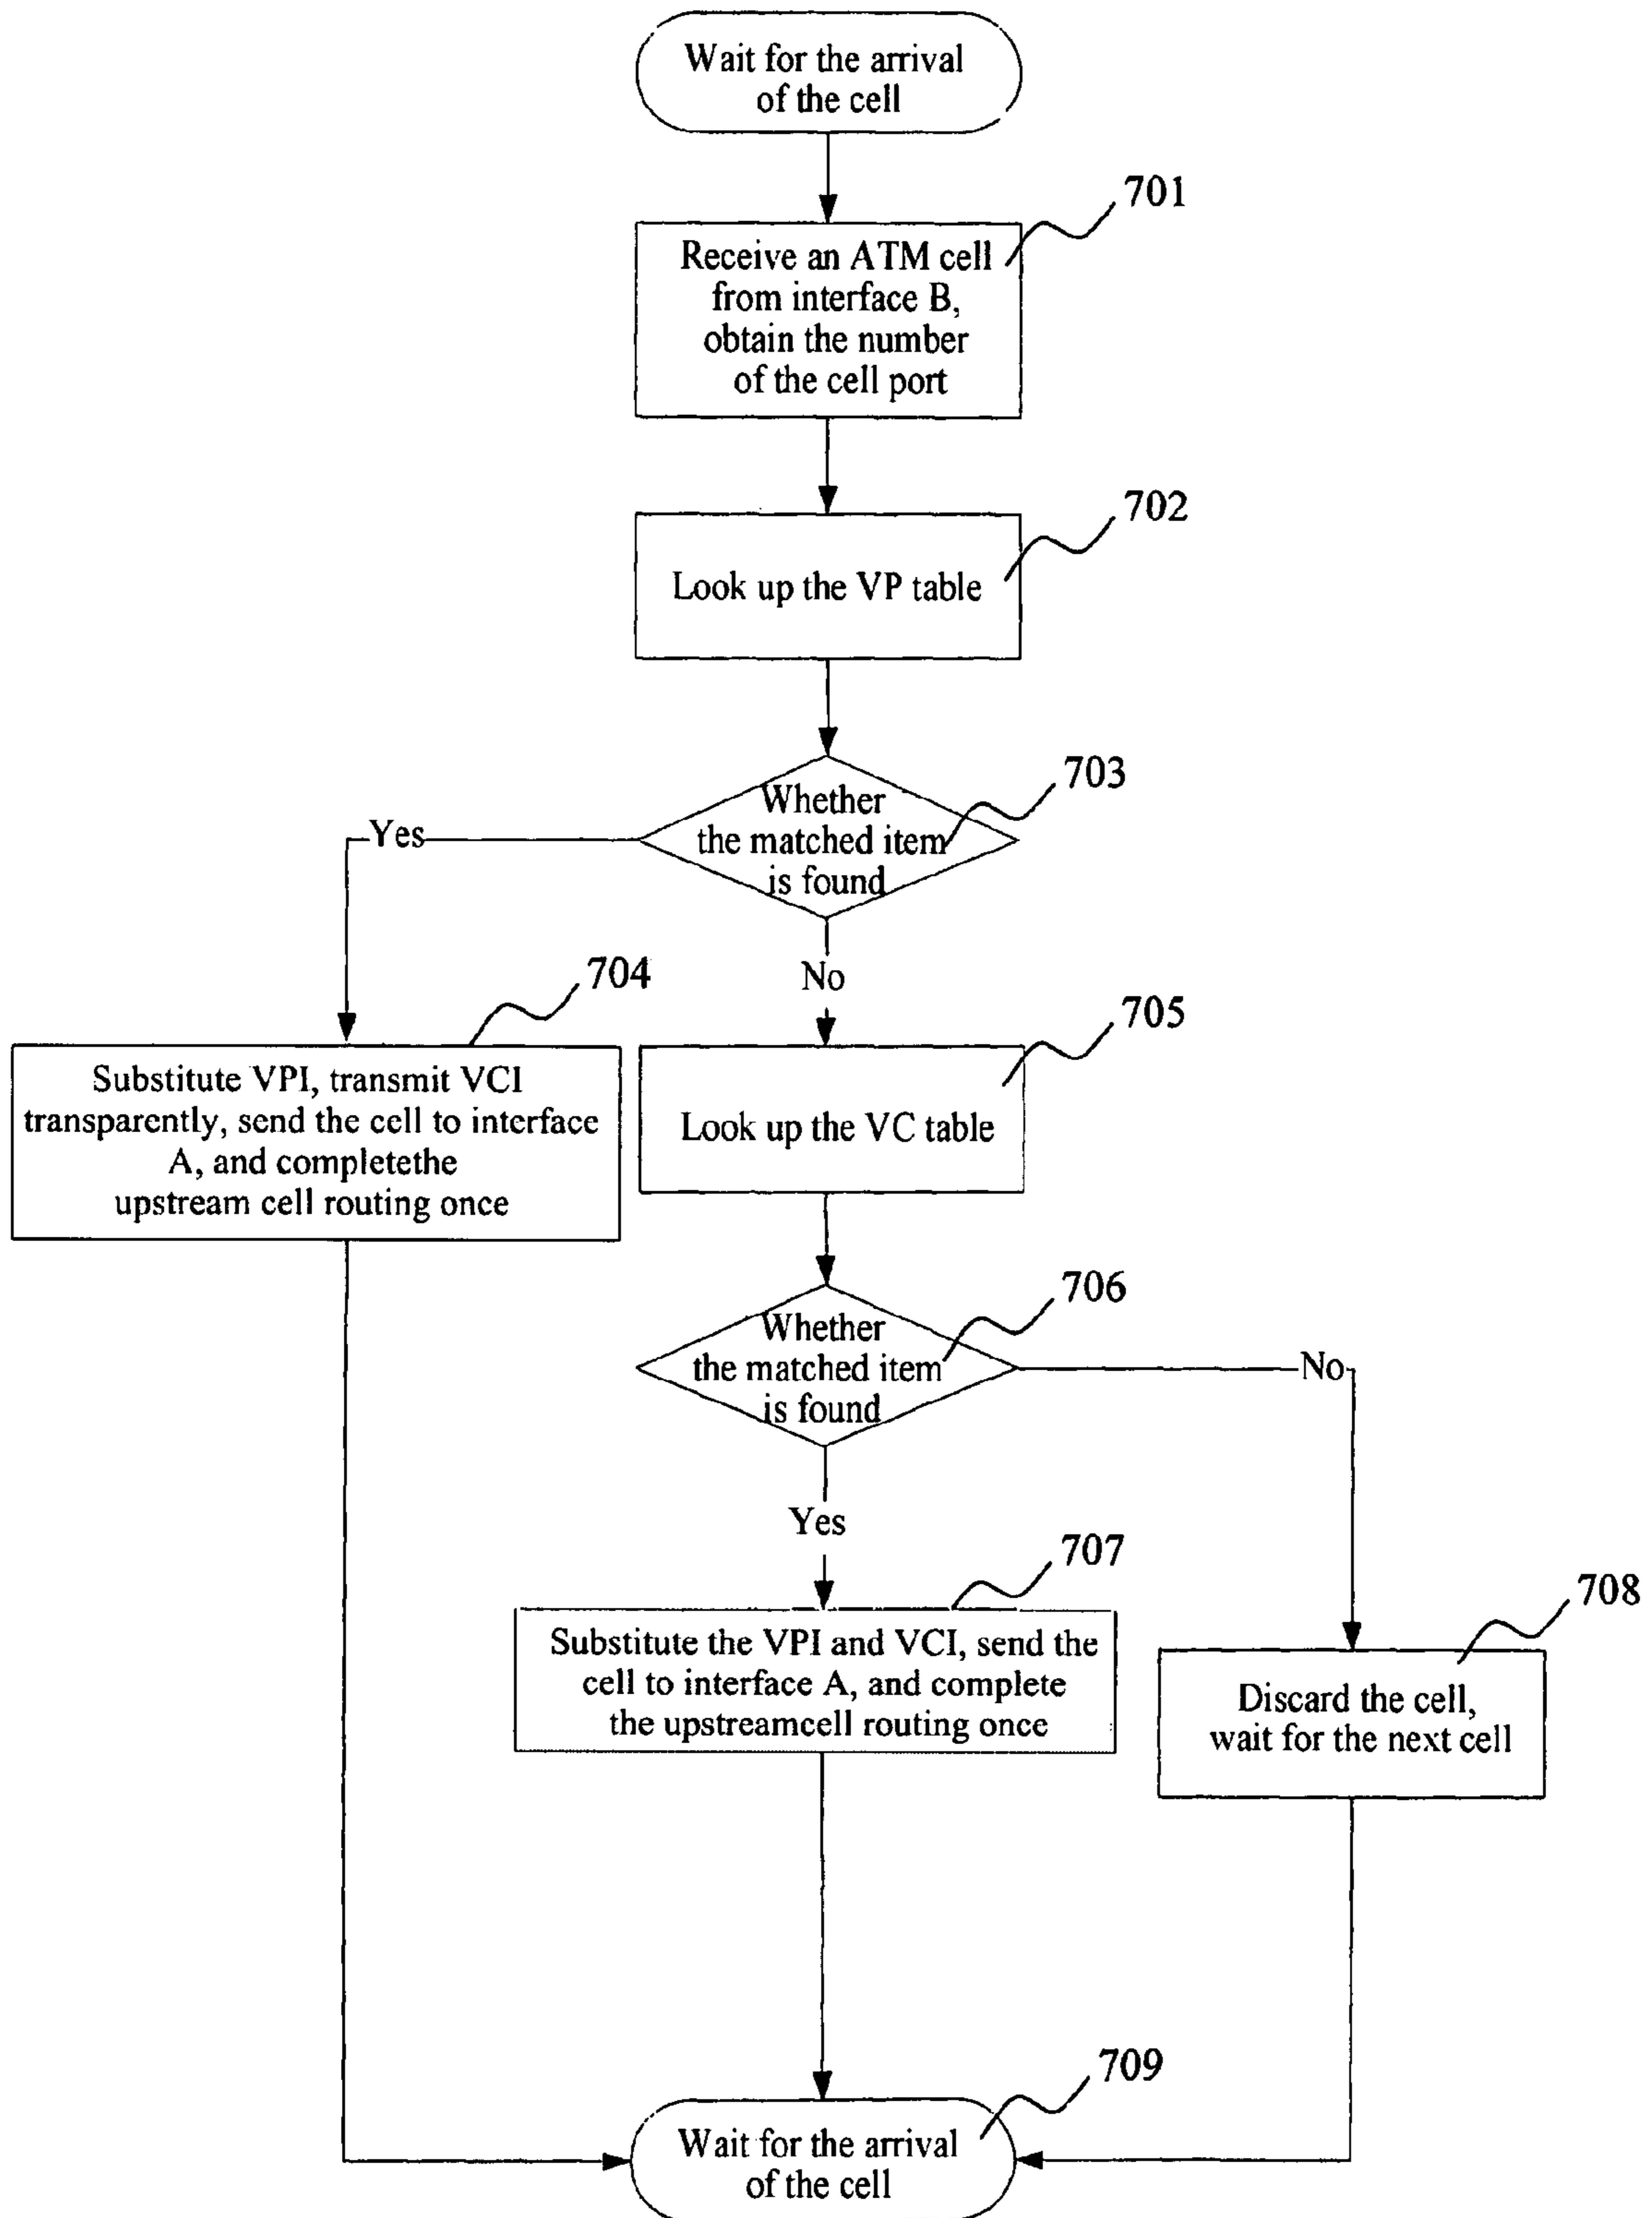 Wait for the arrival
of the cell
701
Receive an ATM cell
from interface B,
obtain the number
of the cell port
702
Look up the VP table
703
Whether
the matched item
is found
Yes
No
704
Substitute VPI, transmit VCI
transparently, send the cell to interface
A, and completethe
upstream cell routing once
705
Look up the VC table
706
Whether
the matched item
is found
No
Yes
707
Substitute the VPI and VCI, send the
cell to interface A, and complete
the upstreamcell routing once
708
Discard the cell,
wait for the next cell
709
Wait for the arrival
of the cell